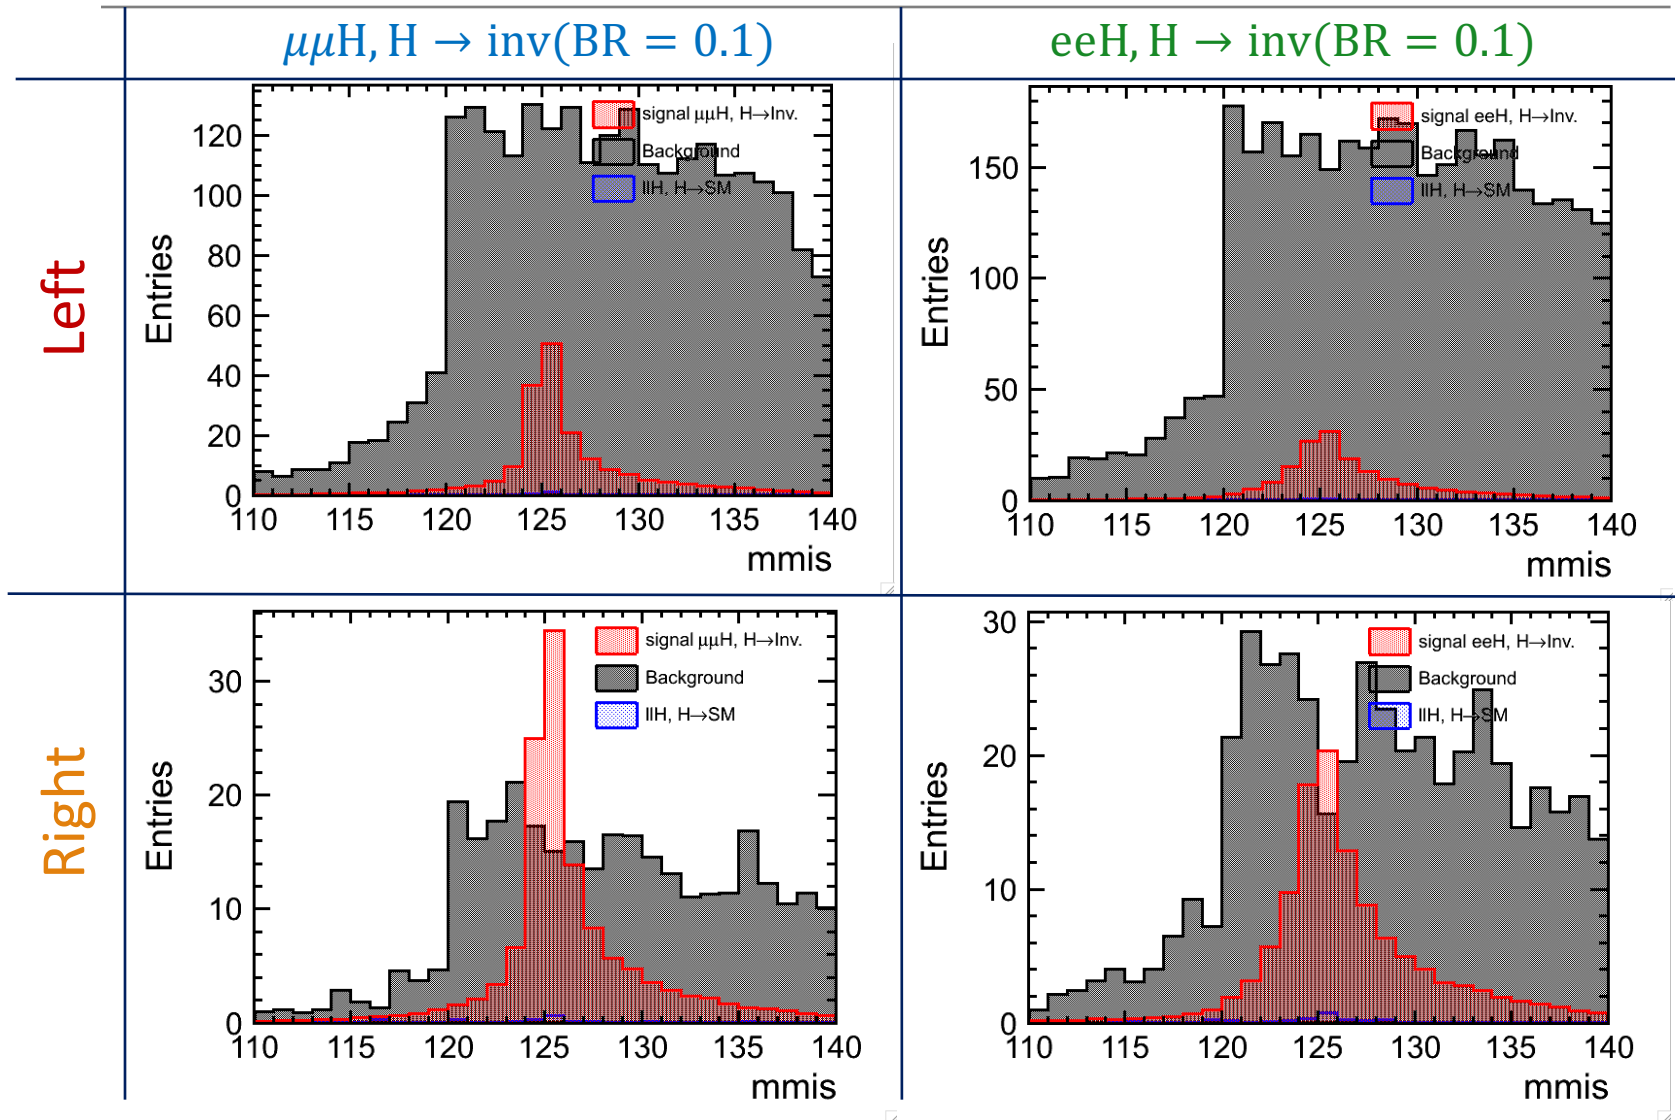 μμH, H → inv(BR = 0.1)
eeH, H → inv(BR = 0.1)
Left
Entries
120
100
80
60
40
20
0
signal μμH, H→Inv.
Background
llH, H→SM
110 115 120 125 130 135 140
mmis
Entries
150
100
50
0
signal eeH, H→Inv.
Background
llH, H→SM
110 115 120 125 130 135 140
mmis
Right
Entries
30
20
10
0
signal μμH, H→Inv.
Background
llH, H→SM
110 115 120 125 130 135 140
mmis
Entries
30
20
10
0
signal eeH, H→Inv.
Background
llH, H→SM
110 115 120 125 130 135 140
mmis